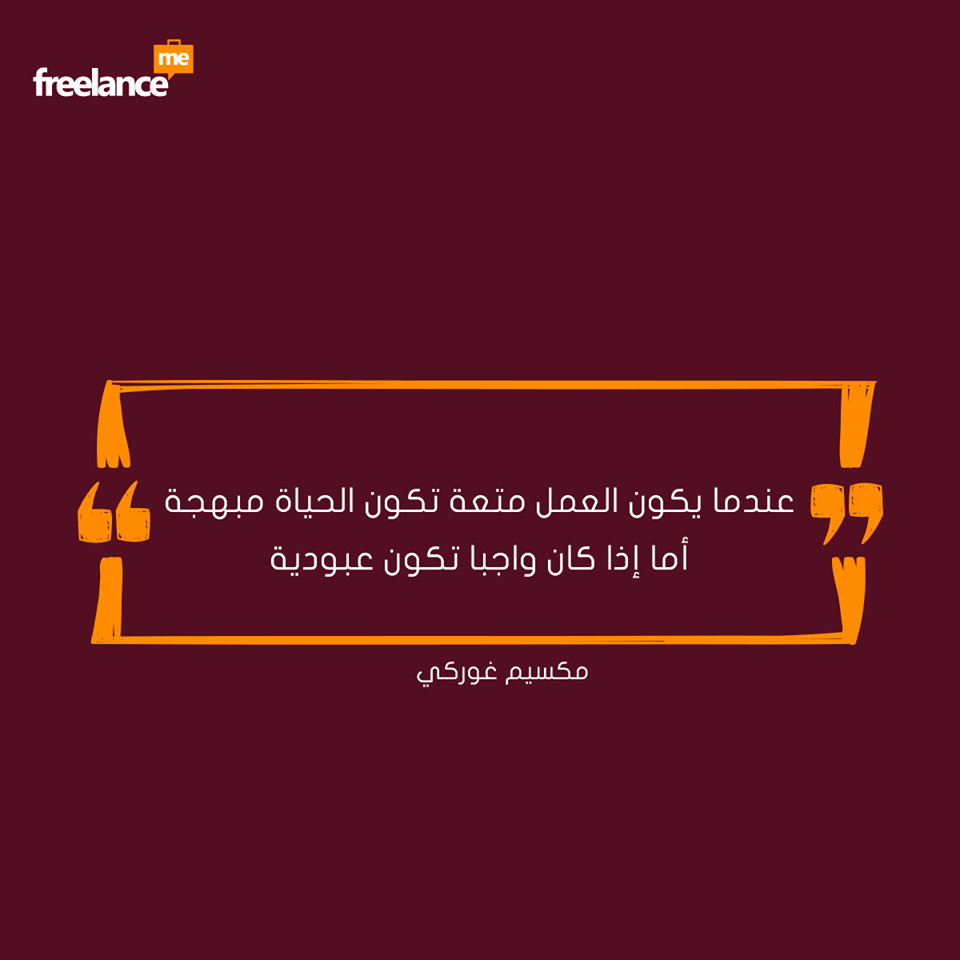 freelance me
عندما يكون العمل متعة تكون الحياة مبهجة
أما إذا كان واجبا تكون عبودية
مكسيم غوركي